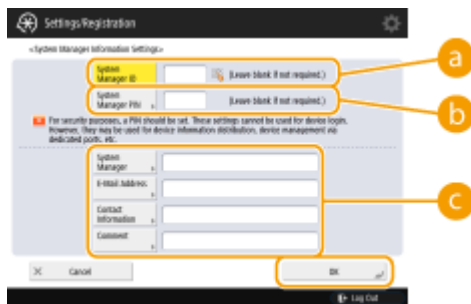 Settings/Registration
<System Manager Information Settings>
System Manager ID
(Leave blank if not required.)
a
System Manager PIN
(Leave blank if not required.)
b
For security purposes, a PIN should be set. These settings cannot be used for device login.
However, they may be used for device information distribution, device management via
dedicated ports, etc.
System Manager
E-Mail Address
c
Contact Information
Comment
Cancel
OK
Log Out